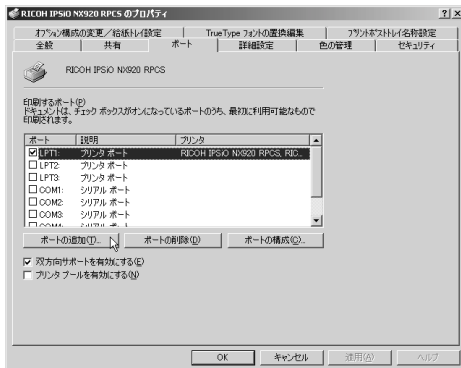 RICOH IPSiO NX920 RPCS のプロパティ
オプション構成の変更／給紙トレイ設定
TrueType フォントの置換編集
フリントポストトレイ名称設定
全般
共有
ポート
詳細設定
色の管理
セキュリティ
RICOH IPSiO NX920 RPCS
印刷するポート(P)
ドキュメントは、チェック ボックスがオンになっているポートのうち、最初に利用可能なもので
印刷されます。
ポート 説明 プリンタ
LPT1: プリンタ ポート RICOH IPSiO NX920 RPCS, RIC...
LPT2: プリンタ ポート
LPT3: プリンタ ポート
COM1: シリアル ポート
COM2: シリアル ポート
COM3: シリアル ポート
COM4: シリアル ポート
ポートの追加(T)... ポートの削除(D) ポートの構成(C)...
双方向サポートを有効にする(E)
プリンタ プールを有効にする(N)
OK キャンセル 適用(A) ヘルプ